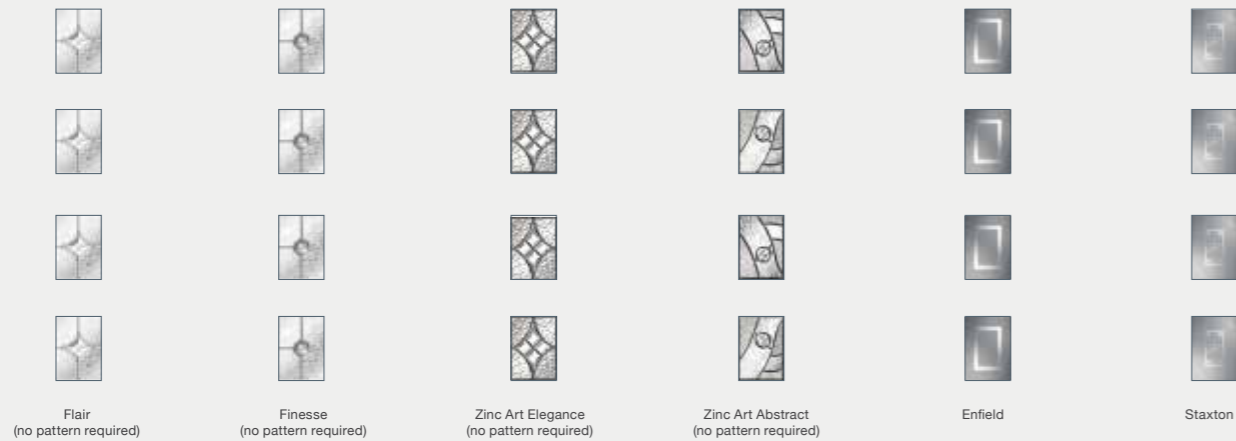 Flair
(no pattern required)
Finesse
(no pattern required)
Zinc Art Elegance
(no pattern required)
Zinc Art Abstract
(no pattern required)
Enfield
Staxton